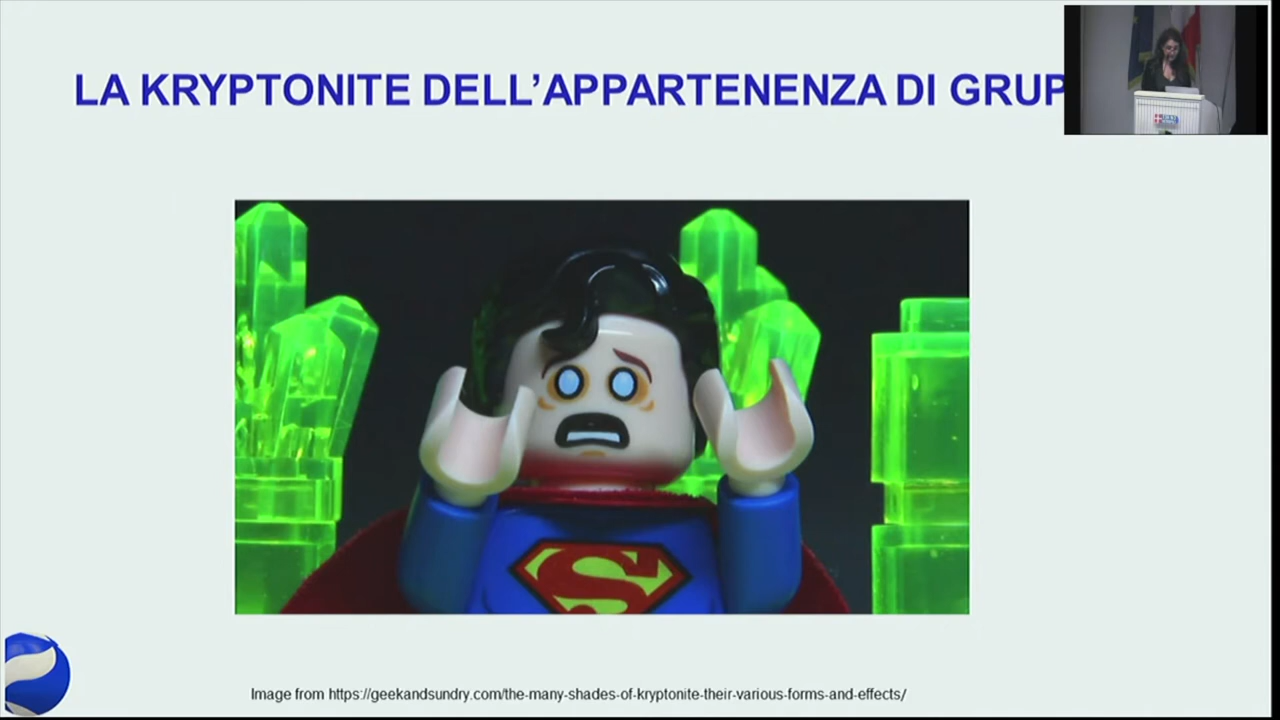 LA KRYPTONITE DELL'APPARTENENZA DI GRUP
S
Image from https://geekandsundry.com/the-many-shades-of-kryptonite-their-various-forms-and-effects/